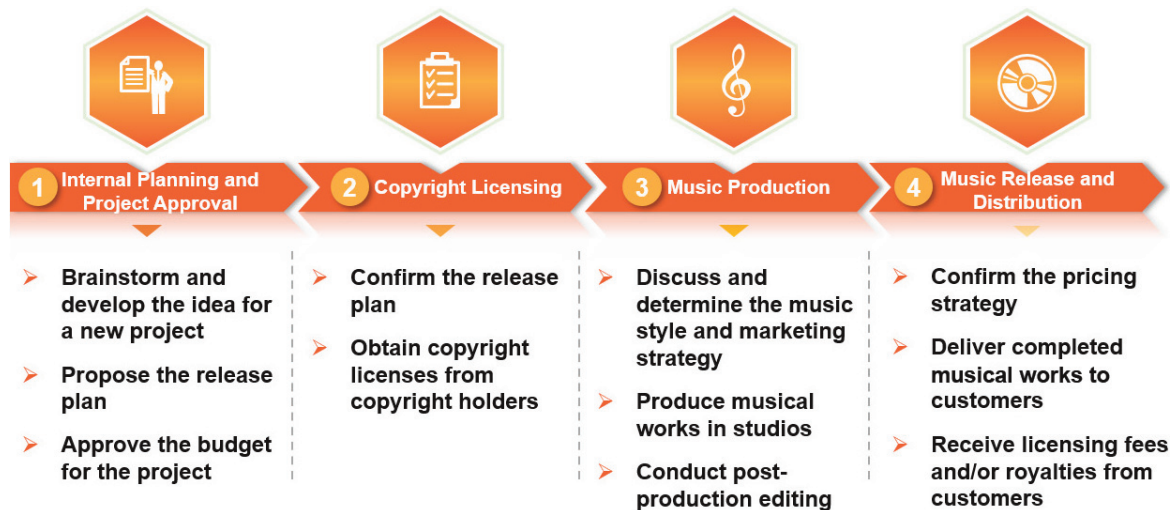 1 Internal Planning and
Project Approval
Brainstorm and
develop the idea for
a new project
Propose the release
plan
Approve the budget
for the project
2 Copyright Licensing
Confirm the release
plan
Obtain copyright
licenses from
copyright holders
3 Music Production
Discuss and
determine the music
style and marketing
strategy
Produce musical
works in studios
Conduct post-
production editing
4 Music Release and
Distribution
Confirm the pricing
strategy
Deliver completed
musical works to
customers
Receive licensing fees
and/or royalties from
customers